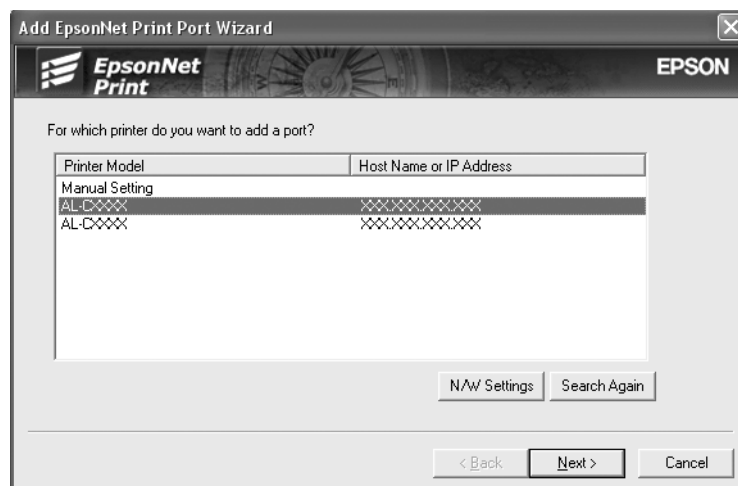 Add EpsonNet Print Port Wizard
EpsonNet
Print
EPSON
For which printer do you want to add a port?
Printer Model Host Name or IP Address
Manual Setting
AL-CXXXX XXX.XXX.XXX.XXX
AL-CXXXX XXX.XXX.XXX.XXX
N/W Settings Search Again
< Back Next > Cancel